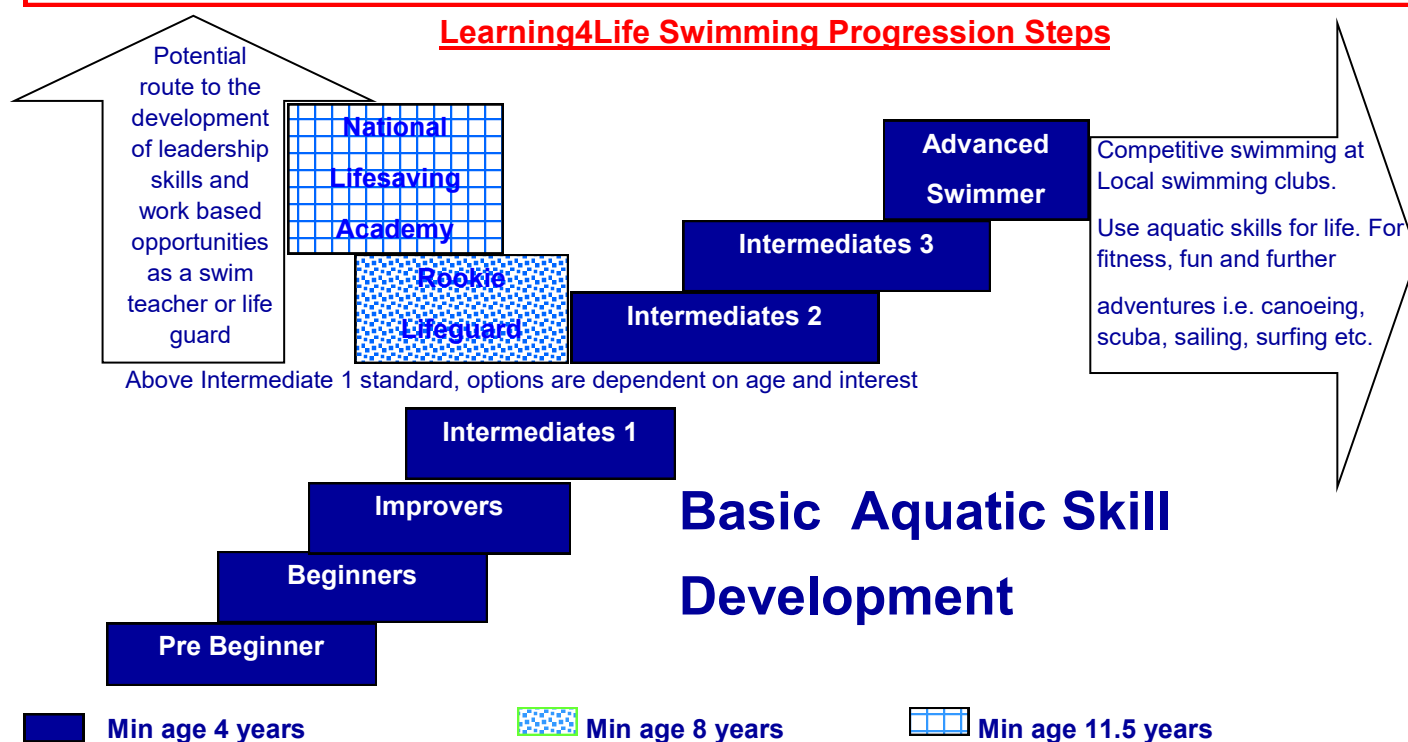 Learning4Life Swimming Progression Steps
Potential
route to the
development
of leadership
skills and
work based
opportunities
as a swim
teacher or life
guard
National
Lifesaving
Academy
Rookie
Lifeguard
Intermediates 2
Intermediates 3
Advanced
Swimmer
Competitive swimming at
Local swimming clubs.
Use aquatic skills for life. For
fitness, fun and further
adventures i.e. canoeing,
scuba, sailing, surfing etc.
Above Intermediate 1 standard, options are dependent on age and interest
Intermediates 1
Improvers
Beginners
Pre Beginner
Basic Aquatic Skill
Development
Min age 4 years
Min age 8 years
Min age 11.5 years